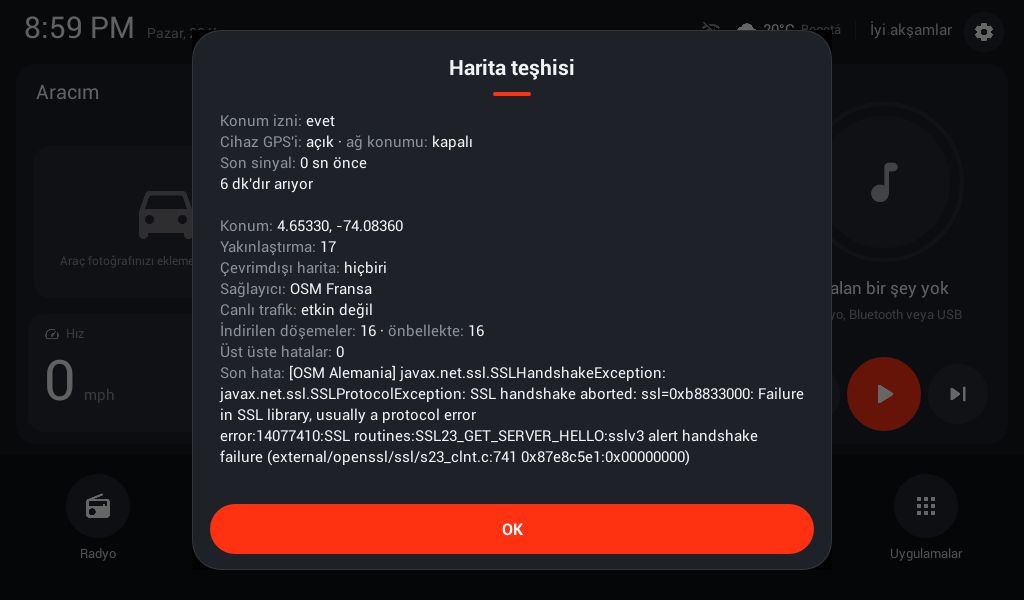 8:59 PM
Pazar,
20°C Bogotá
İyi akşamlar
Harita teşhisi
Aracım
Konum izni: evet
Cihaz GPS'i: açık · ağ konumu: kapalı
Son sinyal: 0 sn önce
6 dk'dır arıyor
Konum: 4.65330, -74.08360
Yakınlaştırma: 17
Çevrimdışı harita: hiçbiri
Sağlayıcı: OSM Fransa
Canlı trafik: etkin değil
İndirilen döşemeler: 16 · önbellekte: 16
Üst üste hatalar: 0
Son hata: [OSM Alemania] javax.net.ssl.SSLHandshakeException:
javax.net.ssl.SSLProtocolException: SSL handshake aborted: ssl=0xb8833000: Failure
in SSL library, usually a protocol error
error:14077410:SSL routines:SSL23_GET_SERVER_HELLO:sslv3 alert handshake
failure (external/openssl/ssl/s23_clnt.c:741 0x87e8c5e1:0x00000000)
OK
Araç fotoğrafınızı ekleme
Hız
0 mph
alan bir şey yok
yo, Bluetooth veya USB
Radyo
Uygulamalar